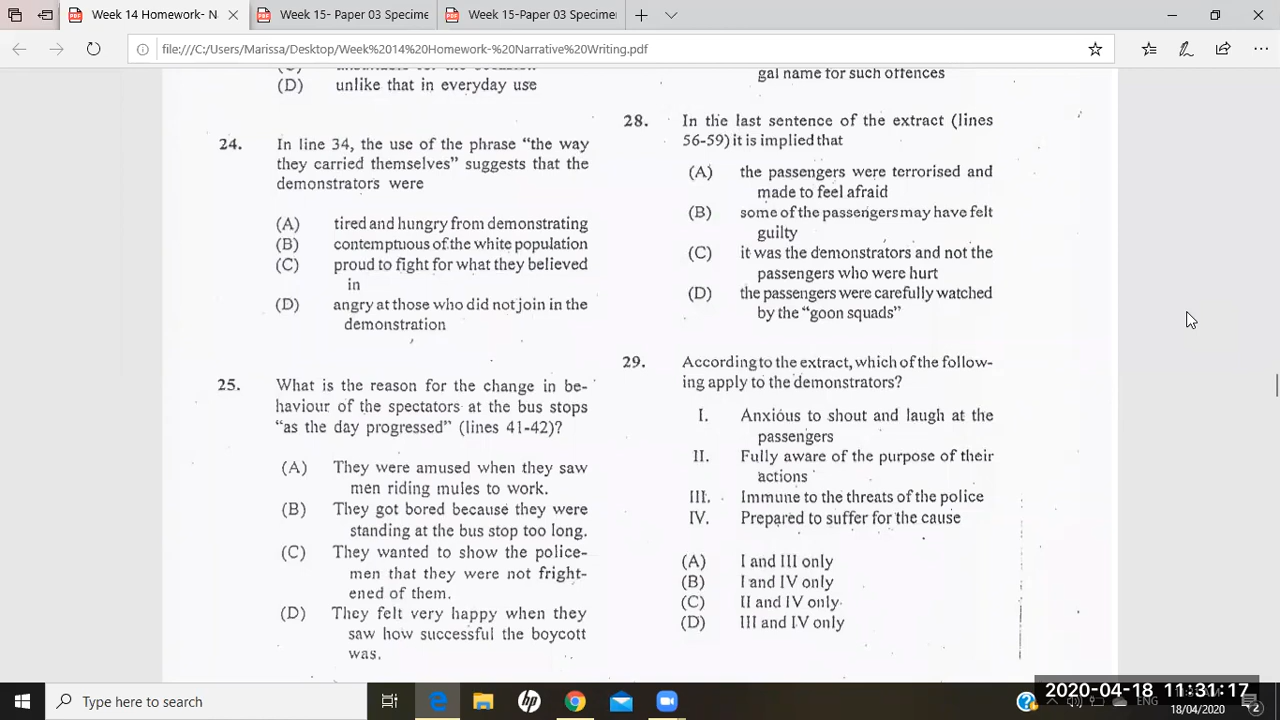 Week 14 Homework- N
Week 15- Paper 03 Specime
Week 15-Paper 03 Specime
file:///C:/Users/Marissa/Desktop/Week%2014%20Homework-%20Narrative%20Writing.pdf
(D) unlike that in everyday use
24. In line 34, the use of the phrase "the way
they carried themselves" suggests that the
demonstrators were
(A) tired and hungry from demonstrating
(B) contemptuous of the white population
(C) proud to fight for what they believed
in
(D) angry at those who did not join in the
demonstration
25. What is the reason for the change in be-
haviour of the spectators at the bus stops
"as the day progressed" (lines 41-42)?
(A) They were amused when they saw
men riding mules to work.
(B) They got bored because they were
standing at the bus stop too long.
(C) They wanted to show the police-
men that they were not fright-
ened of them.
(D) They felt very happy when they
saw how successful the boycott
was.
gal name for such offences
28. In the last sentence of the extract (lines
56-59) it is implied that
(A) the passengers were terrorised and
made to feel afraid
(B) some of the passengers may have felt
guilty
(C) it was the demonstrators and not the
passengers who were hurt
(D) the passengers were carefully watched
by the "goon squads"
29. According to the extract, which of the follow-
ing apply to the demonstrators?
I. Anxious to shout and laugh at the
passengers
II. Fully aware of the purpose of their
actions
III. Immune to the threats of the police
IV. Prepared to suffer for the cause
(A) I and III only
(B) I and IV only
(C) II and IV only
(D) III and IV only
Type here to search
hp
ENG
2020-04-18 11:31:17
18/04/2020
2